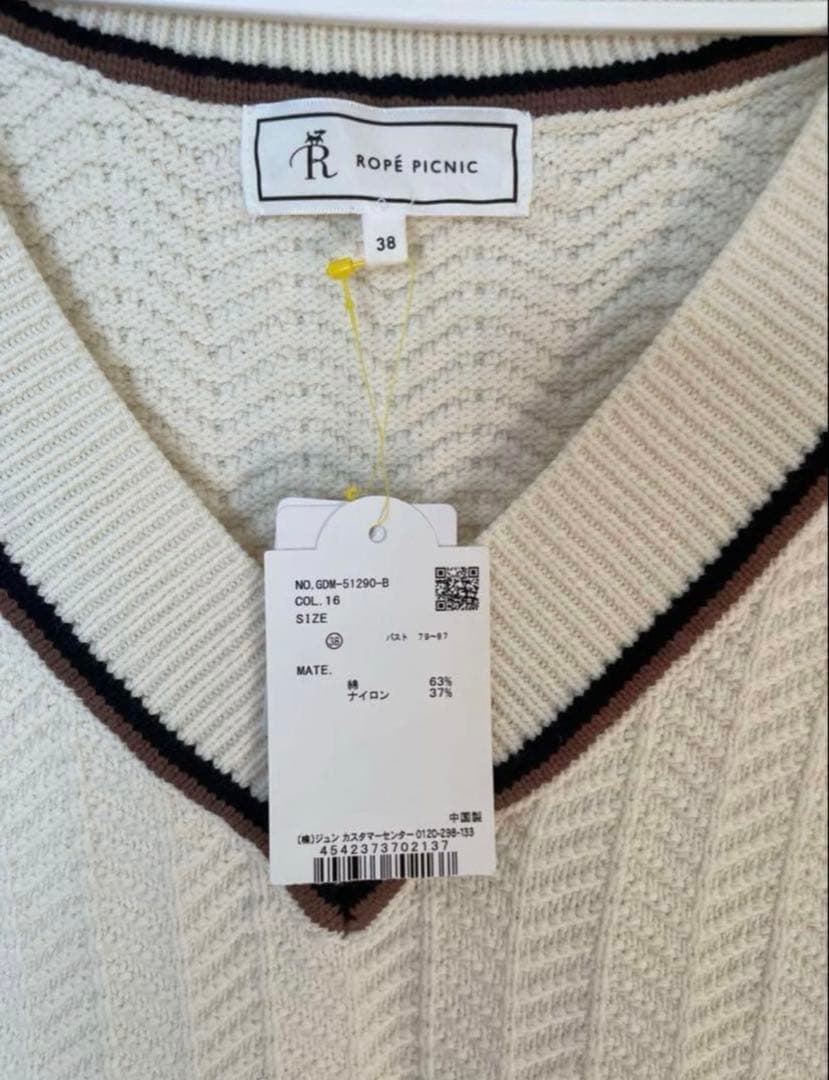 R ROPÉ PICNIC
38
NO.GDM-51290-B
COL.16
SIZE
38 バスト 79~87
MATE.
綿 63%
ナイロン 37%
中国製
(株)ジュン カスタマーセンター 0120-298-133
4542373702137